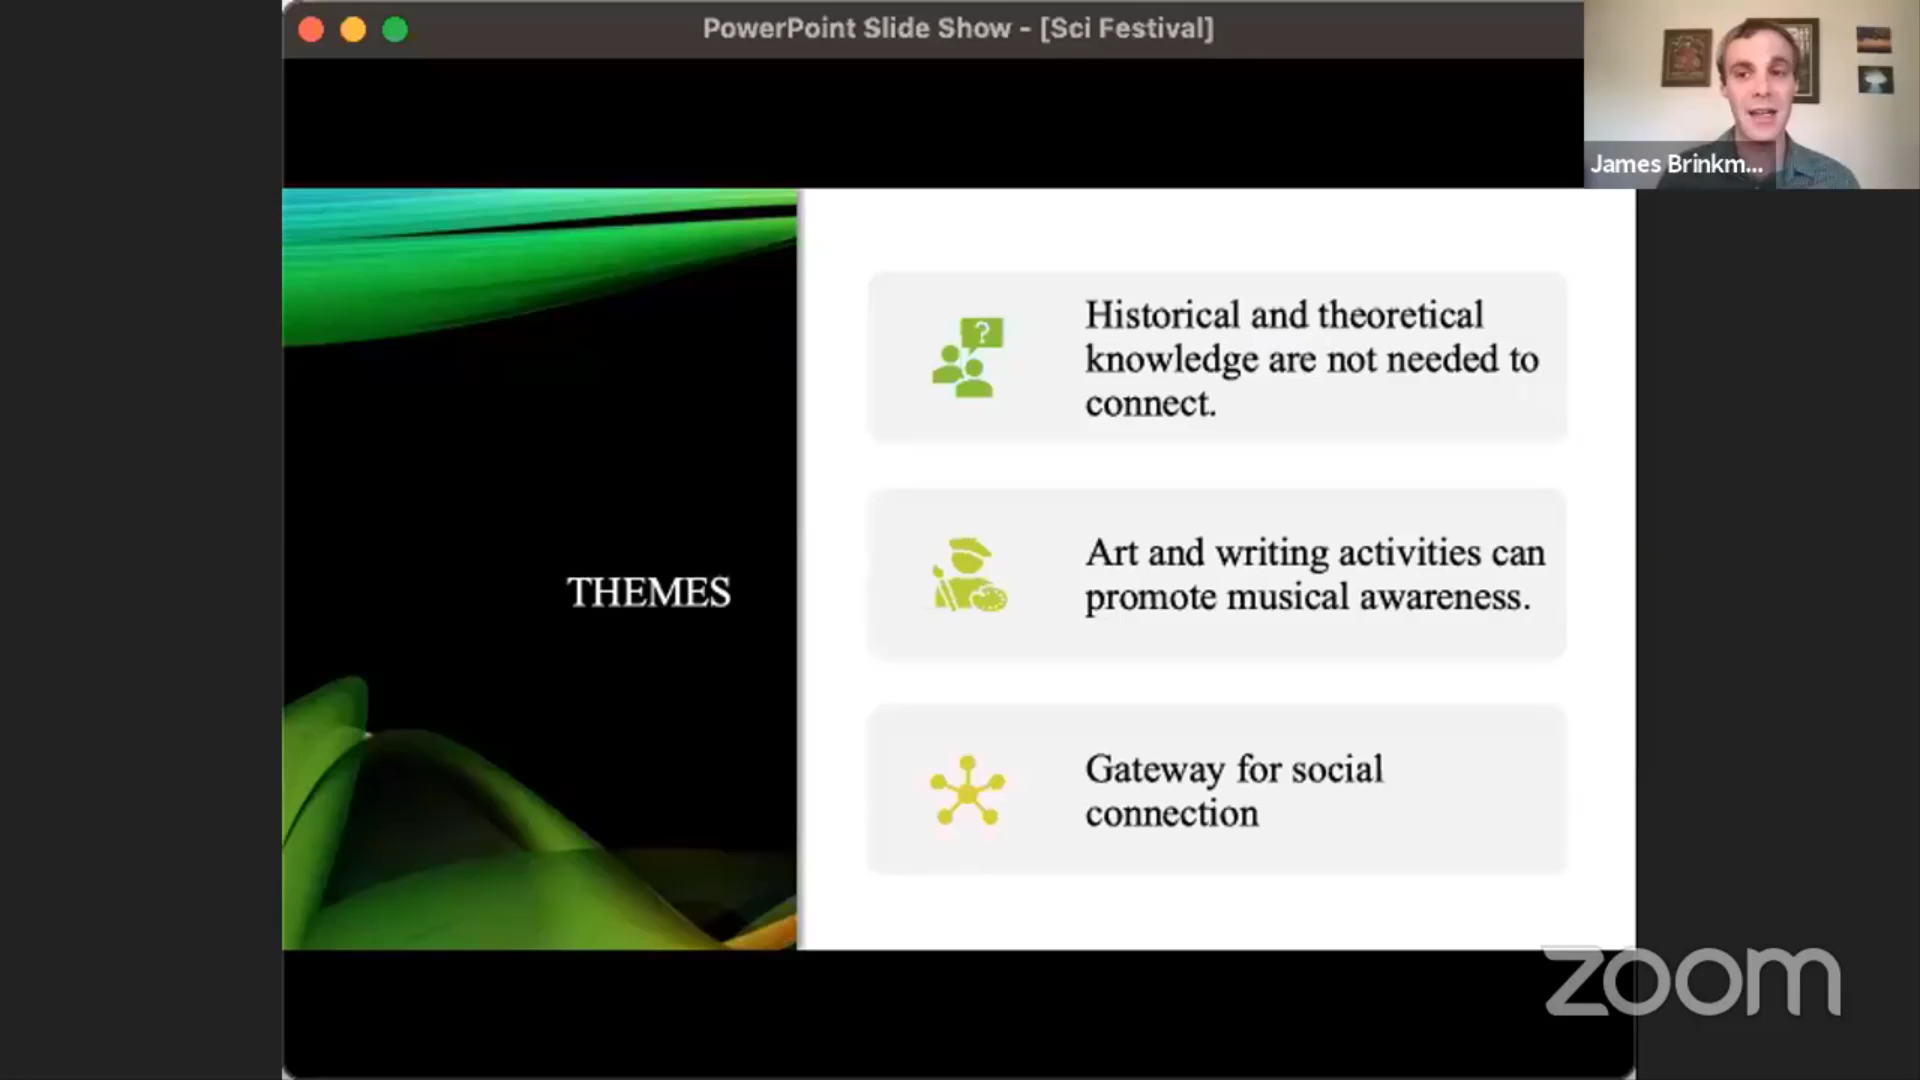 PowerPoint Slide Show - [Sci Festival]
James Brinkm...
THEMES
?
Historical and theoretical
knowledge are not needed to
connect.
Art and writing activities can
promote musical awareness.
Gateway for social
connection
zoom